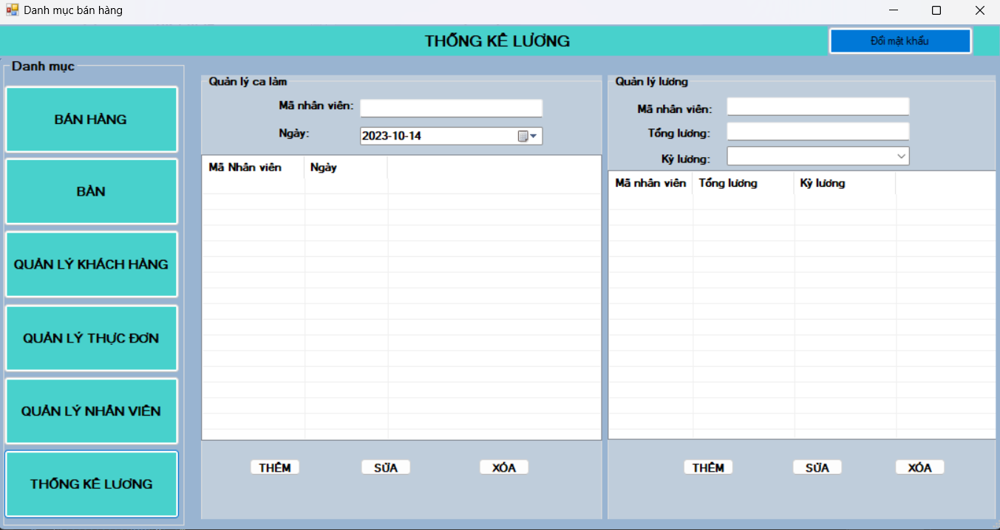 Danh mục bán hàng
THỐNG KÊ LƯƠNG
Đổi mật khẩu
Danh mục
BÁN HÀNG
BÀN
QUẢN LÝ KHÁCH HÀNG
QUẢN LÝ THỰC ĐƠN
QUẢN LÝ NHÂN VIÊN
THỐNG KÊ LƯƠNG
Quản lý ca làm
Mã nhân viên:
Ngày: 2023-10-14
Mã Nhân viên Ngày
THÊM SỬA XÓA
Quản lý lương
Mã nhân viên:
Tổng lương:
Kỳ lương:
Mã nhân viên Tổng lương Kỳ lương
THÊM SỬA XÓA